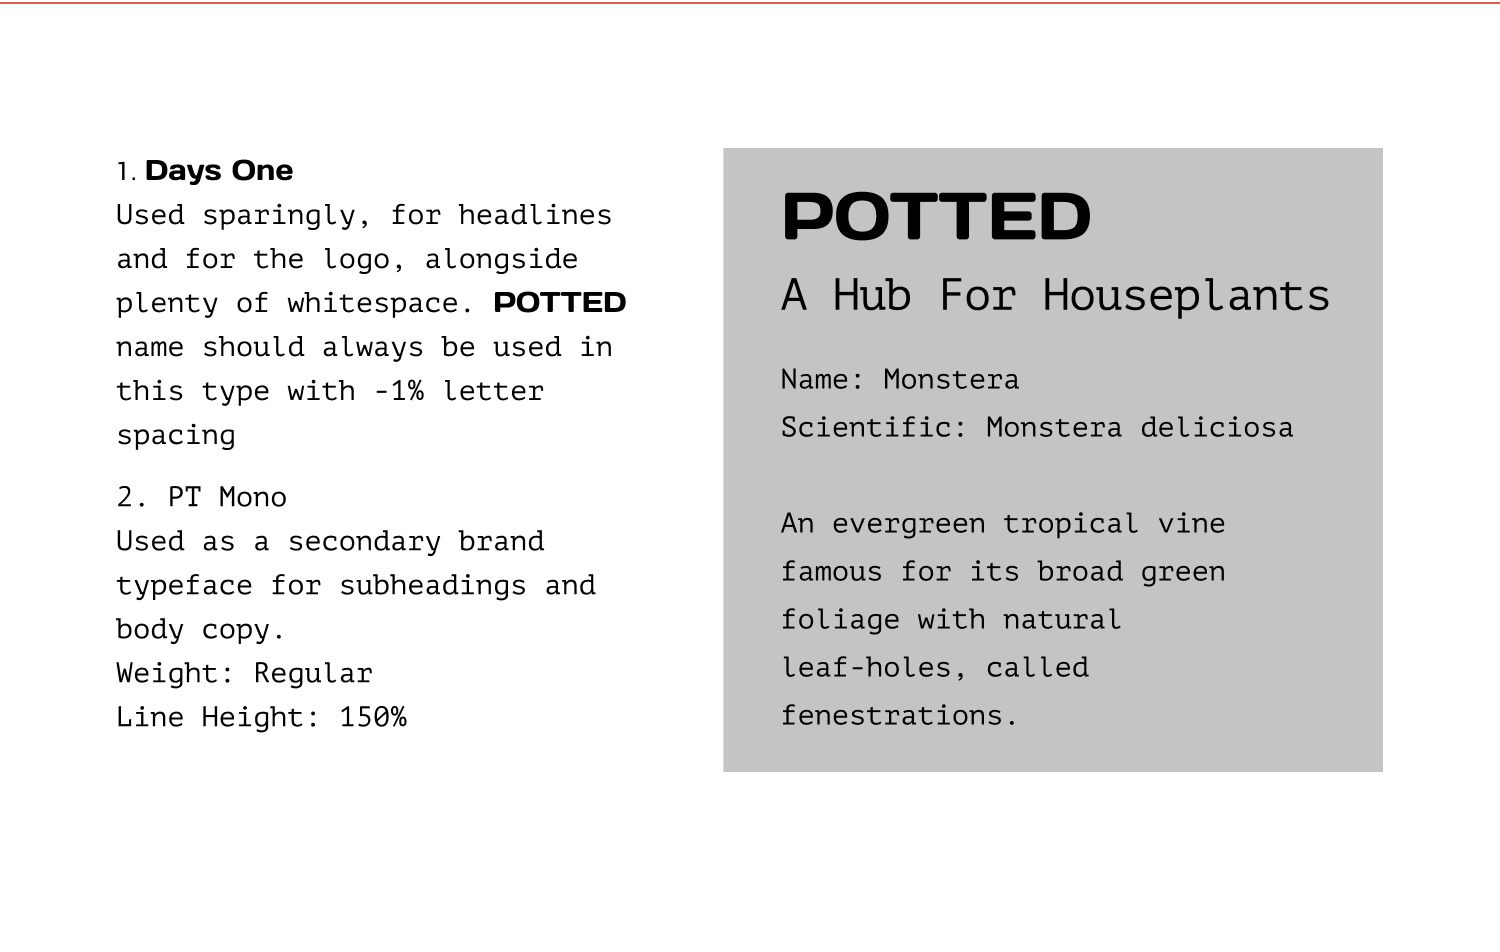 1. Days One
Used sparingly, for headlines
and for the logo, alongside
plenty of whitespace. POTTED
name should always be used in
this type with -1% letter
spacing
2. PT Mono
Used as a secondary brand
typeface for subheadings and
body copy.
Weight: Regular
Line Height: 150%
POTTED
A Hub For Houseplants
Name: Monstera
Scientific: Monstera deliciosa
An evergreen tropical vine
famous for its broad green
foliage with natural
leaf-holes, called
fenestrations.